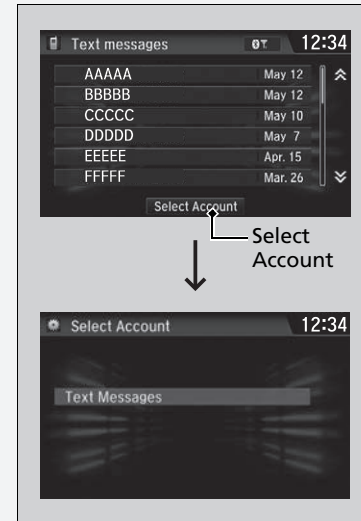 Text messages 12:34
AAAAA May 12
BBBBB May 12
CCCCC May 10
DDDDD May 7
EEEEE Apr. 15
FFFFF Mar. 26
Select Account
Select
Account
Select Account 12:34
Text Messages